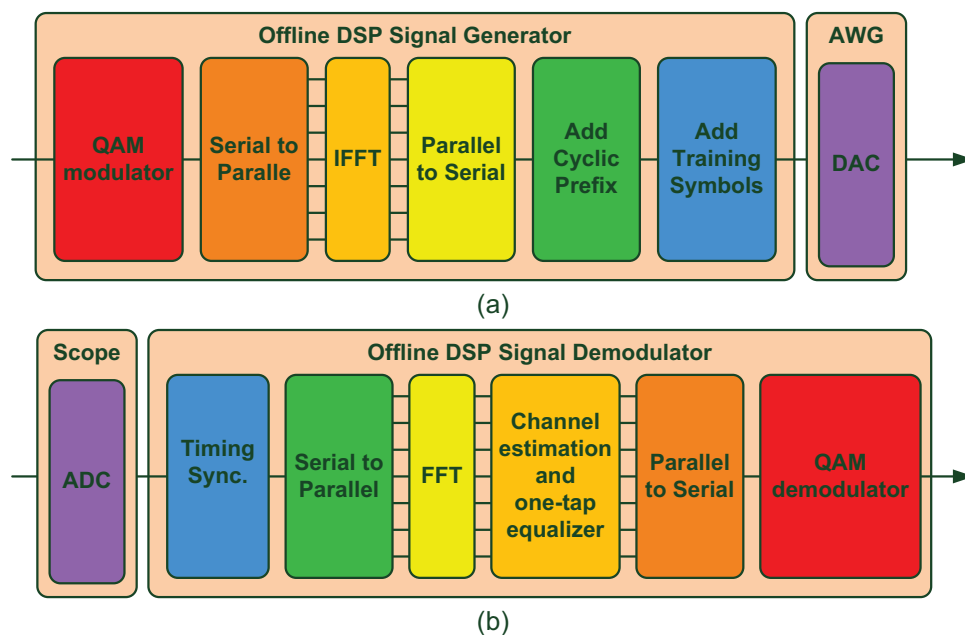 Offline DSP Signal Generator
AWG
QAM
modulator
Serial to
Paralle
IFFT
Parallel
to Serial
Add
Cyclic
Prefix
Add
Training
Symbols
DAC
(a)
Scope
Offline DSP Signal Demodulator
ADC
Timing
Sync.
Serial to
Parallel
FFT
Channel
estimation
and
one-tap
equalizer
Parallel
to Serial
QAM
demodulator
(b)